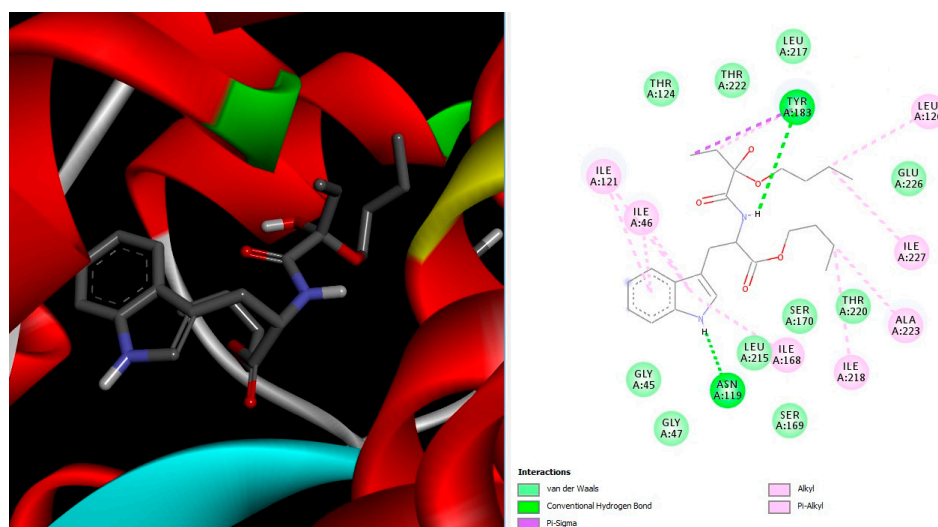 LEU
A:217
THR
A:222
THR
A:124
TYR
A:183
LEU
GLU
A:226
ILE
A:121
ILE
A:46
O
O
O
N
H
O
O
ILE
A:227
SER
A:170
THR
A:220
ALA
A:223
N
H
LEU
A:215
ILE
A:168
ILE
A:218
GLY
A:45
ASN
A:119
GLY
A:47
SER
A:169
Interactions
van der Waals
Conventional Hydrogen Bond
Pi-Sigma
Alkyl
Pi-Alkyl